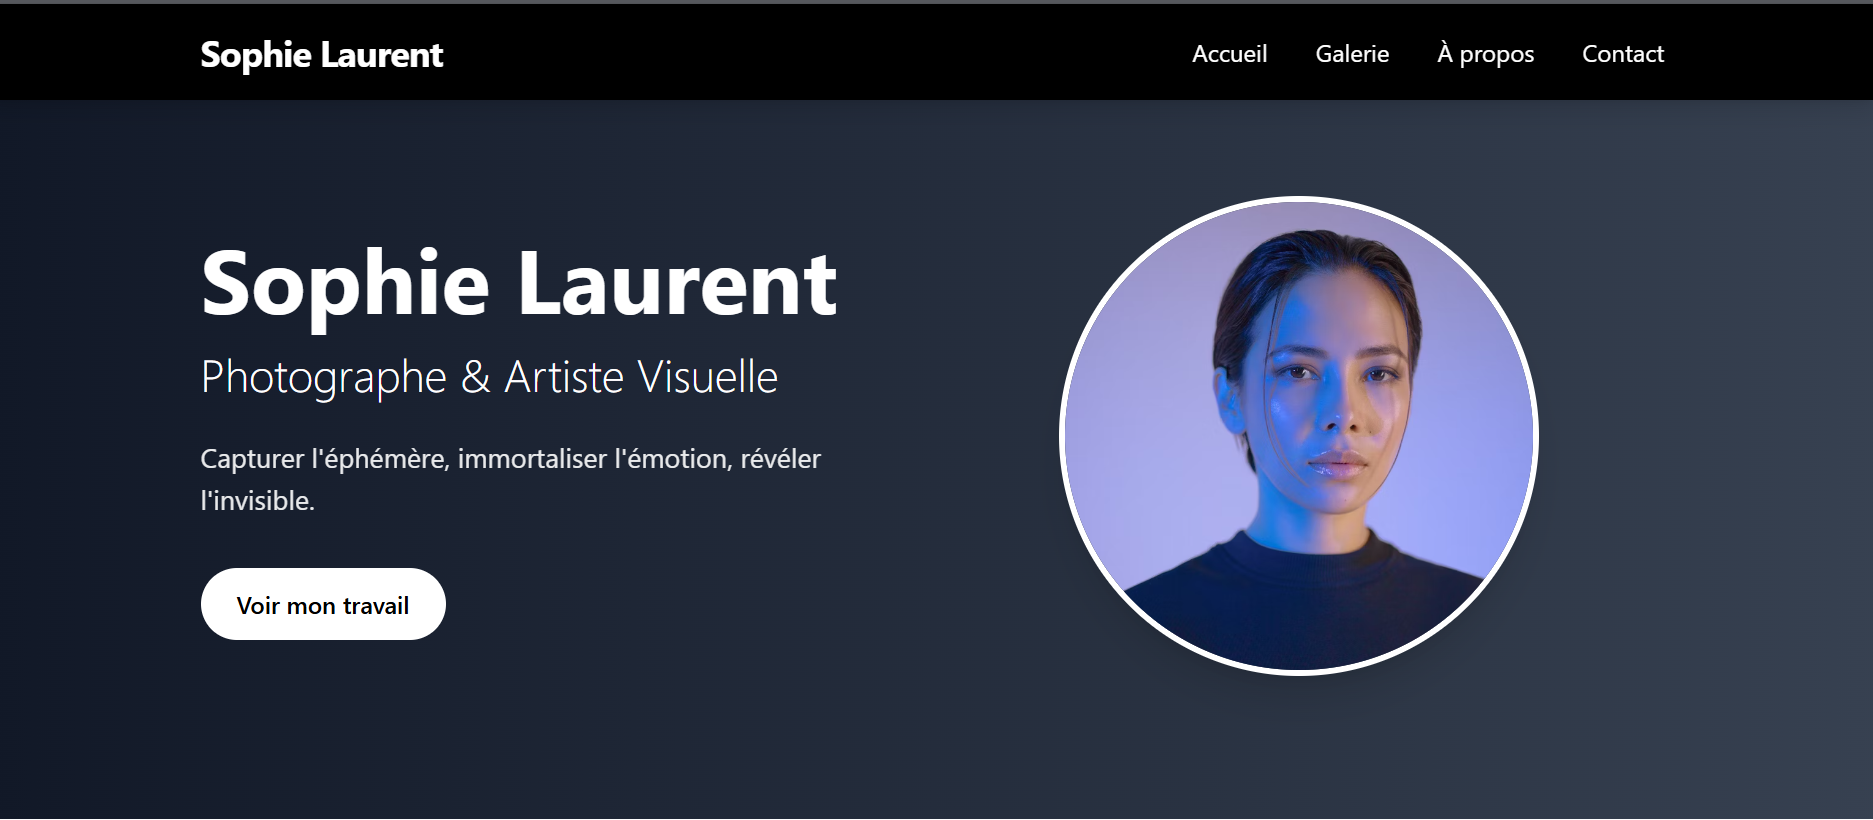 Sophie Laurent
Accueil Galerie À propos Contact
Sophie Laurent
Photographe & Artiste Visuelle
Capturer l'éphémère, immortaliser l'émotion, révéler
l'invisible.
Voir mon travail